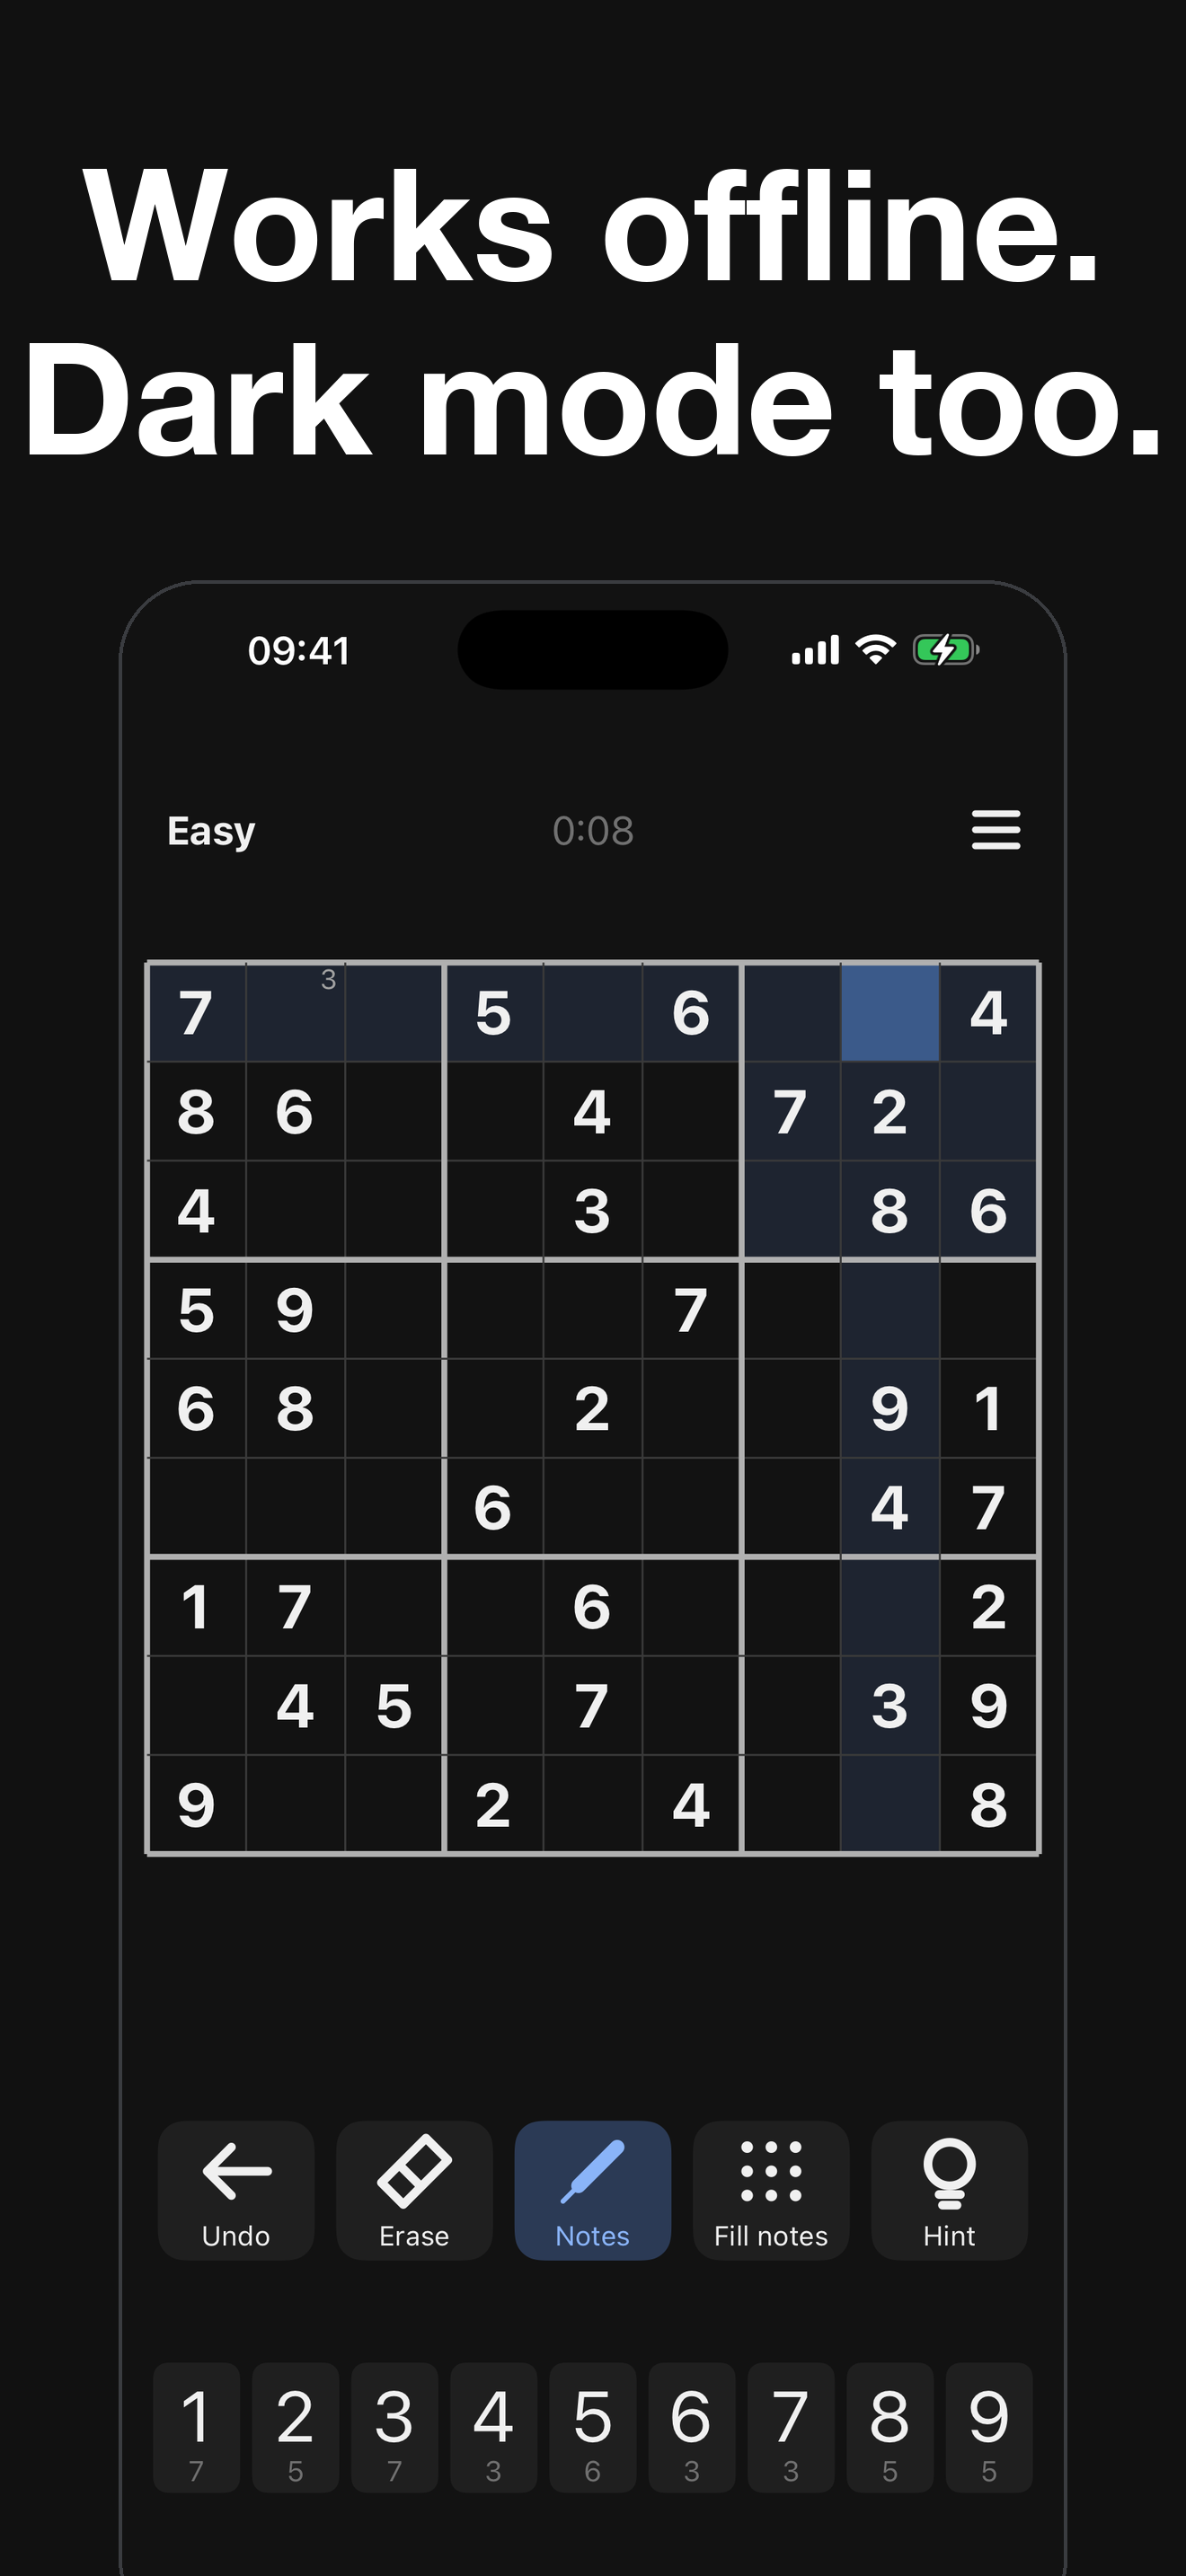 Works offline.
Dark mode too.
09:41
Easy 0:08
7 3 5 6 4
8 6 4 7 2
4 3 8 6
5 9 7
6 8 2 9 1
6 4 7
1 7 6 2
4 5 7 3 9
9 2 4 8
Undo Erase Notes Fill notes Hint
1 2 3 4 5 6 7 8 9
7 5 7 3 6 3 3 5 5